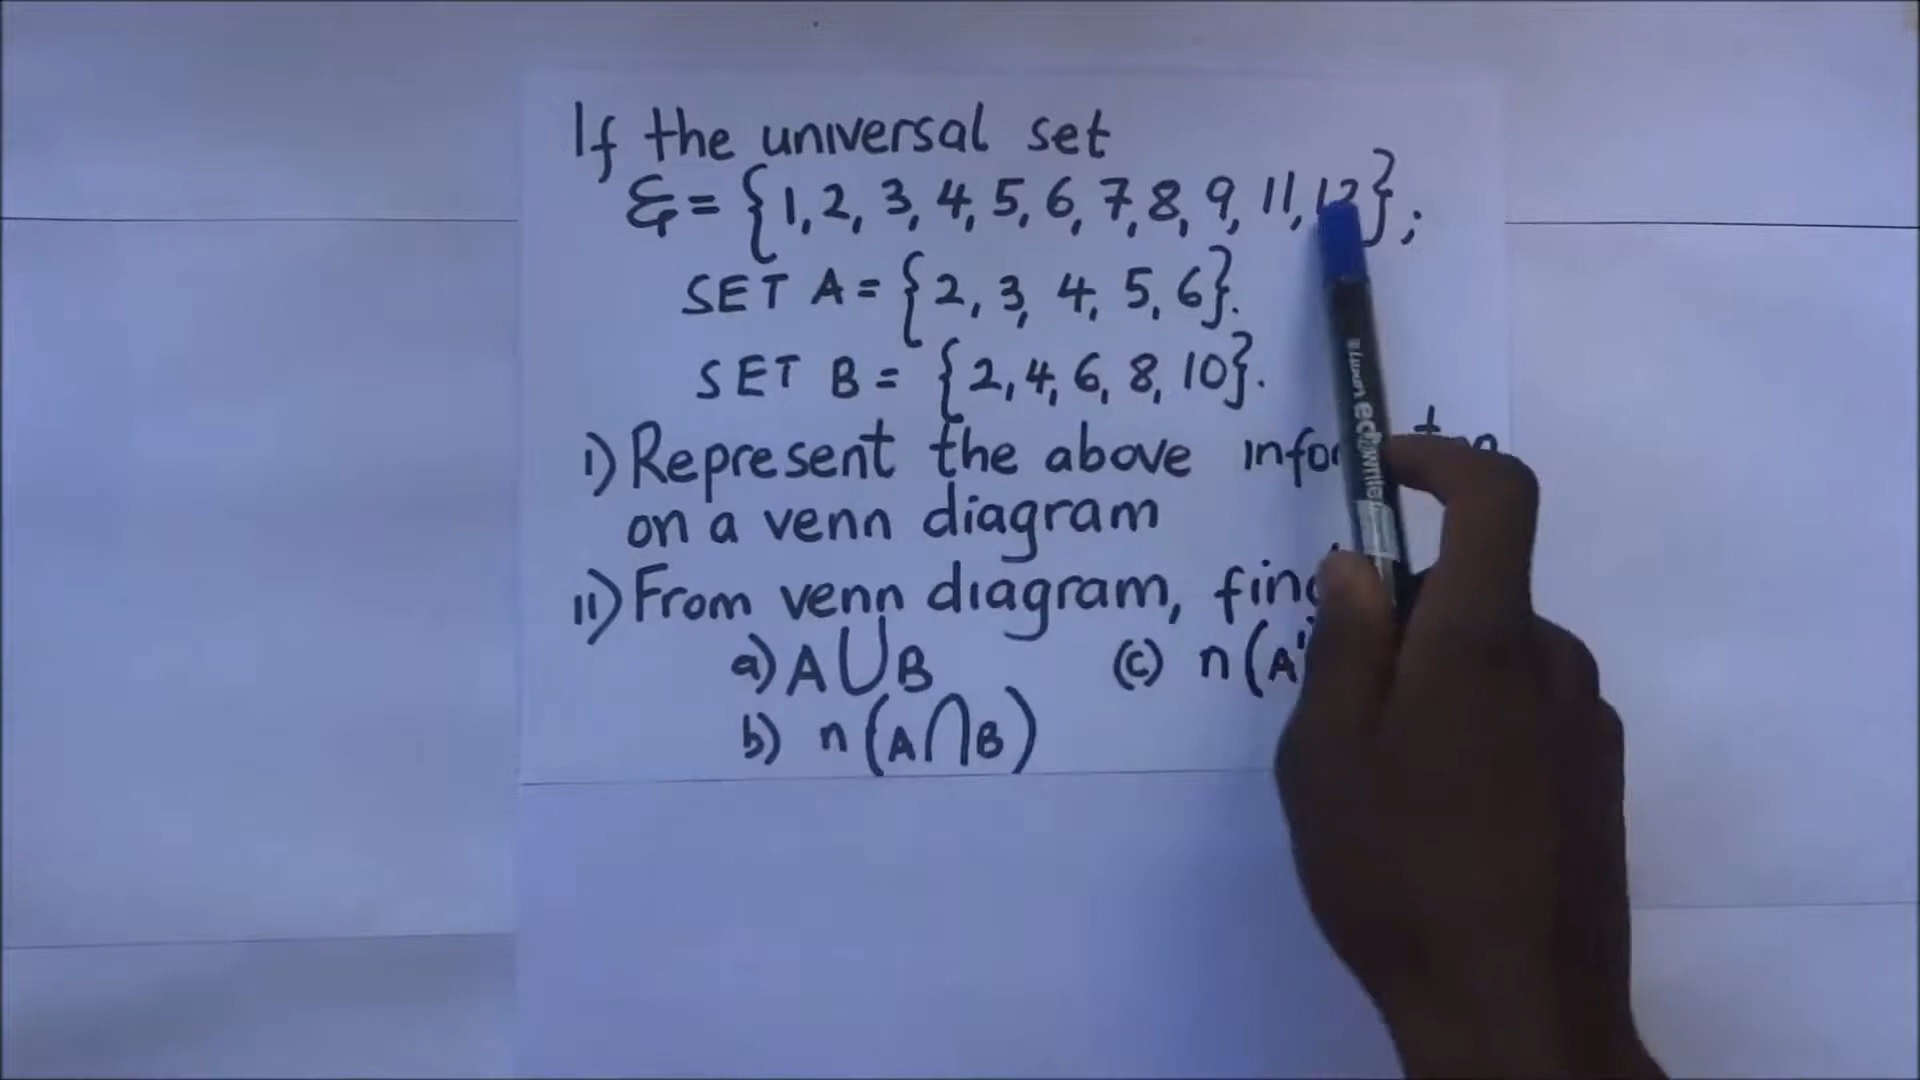 If the universal set
ℰ = {1, 2, 3, 4, 5, 6, 7, 8, 9, 11, 12};
SET A = {2, 3, 4, 5, 6}.
SET B = {2, 4, 6, 8, 10}.
i) Represent the above
on a venn diagram
ii) From venn diagram,
a) A∪B (c) n(A'
b) n(A∩B)